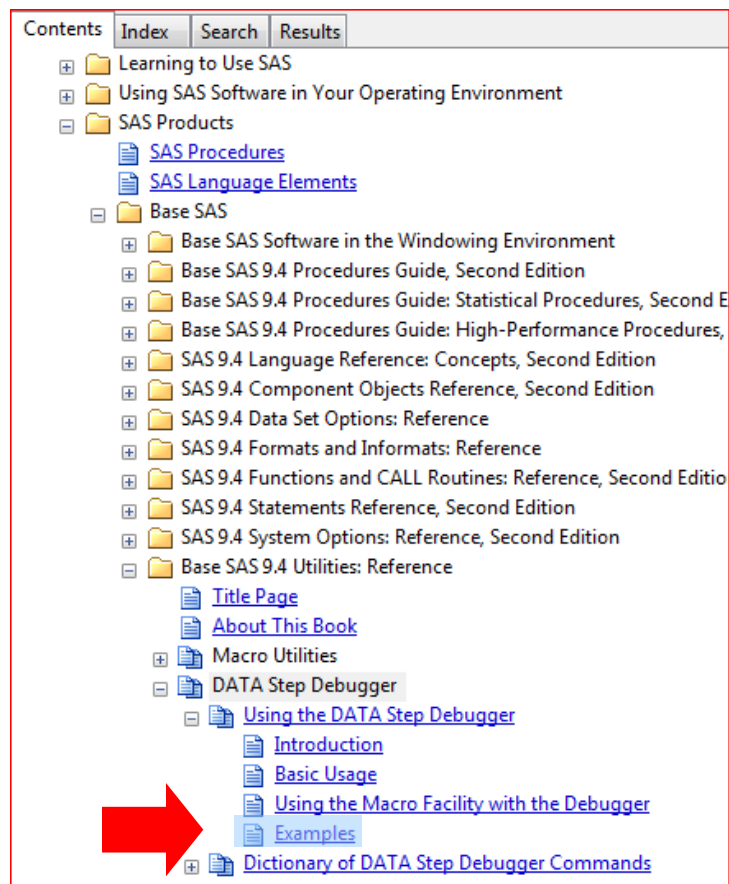 Contents Index Search Results
Learning to Use SAS
Using SAS Software in Your Operating Environment
SAS Products
SAS Procedures
SAS Language Elements
Base SAS
Base SAS Software in the Windowing Environment
Base SAS 9.4 Procedures Guide, Second Edition
Base SAS 9.4 Procedures Guide: Statistical Procedures, Second E
Base SAS 9.4 Procedures Guide: High-Performance Procedures,
SAS 9.4 Language Reference: Concepts, Second Edition
SAS 9.4 Component Objects Reference, Second Edition
SAS 9.4 Data Set Options: Reference
SAS 9.4 Formats and Informats: Reference
SAS 9.4 Functions and CALL Routines: Reference, Second Editio
SAS 9.4 Statements Reference, Second Edition
SAS 9.4 System Options: Reference, Second Edition
Base SAS 9.4 Utilities: Reference
Title Page
About This Book
Macro Utilities
DATA Step Debugger
Using the DATA Step Debugger
Introduction
Basic Usage
Using the Macro Facility with the Debugger
Examples
Dictionary of DATA Step Debugger Commands